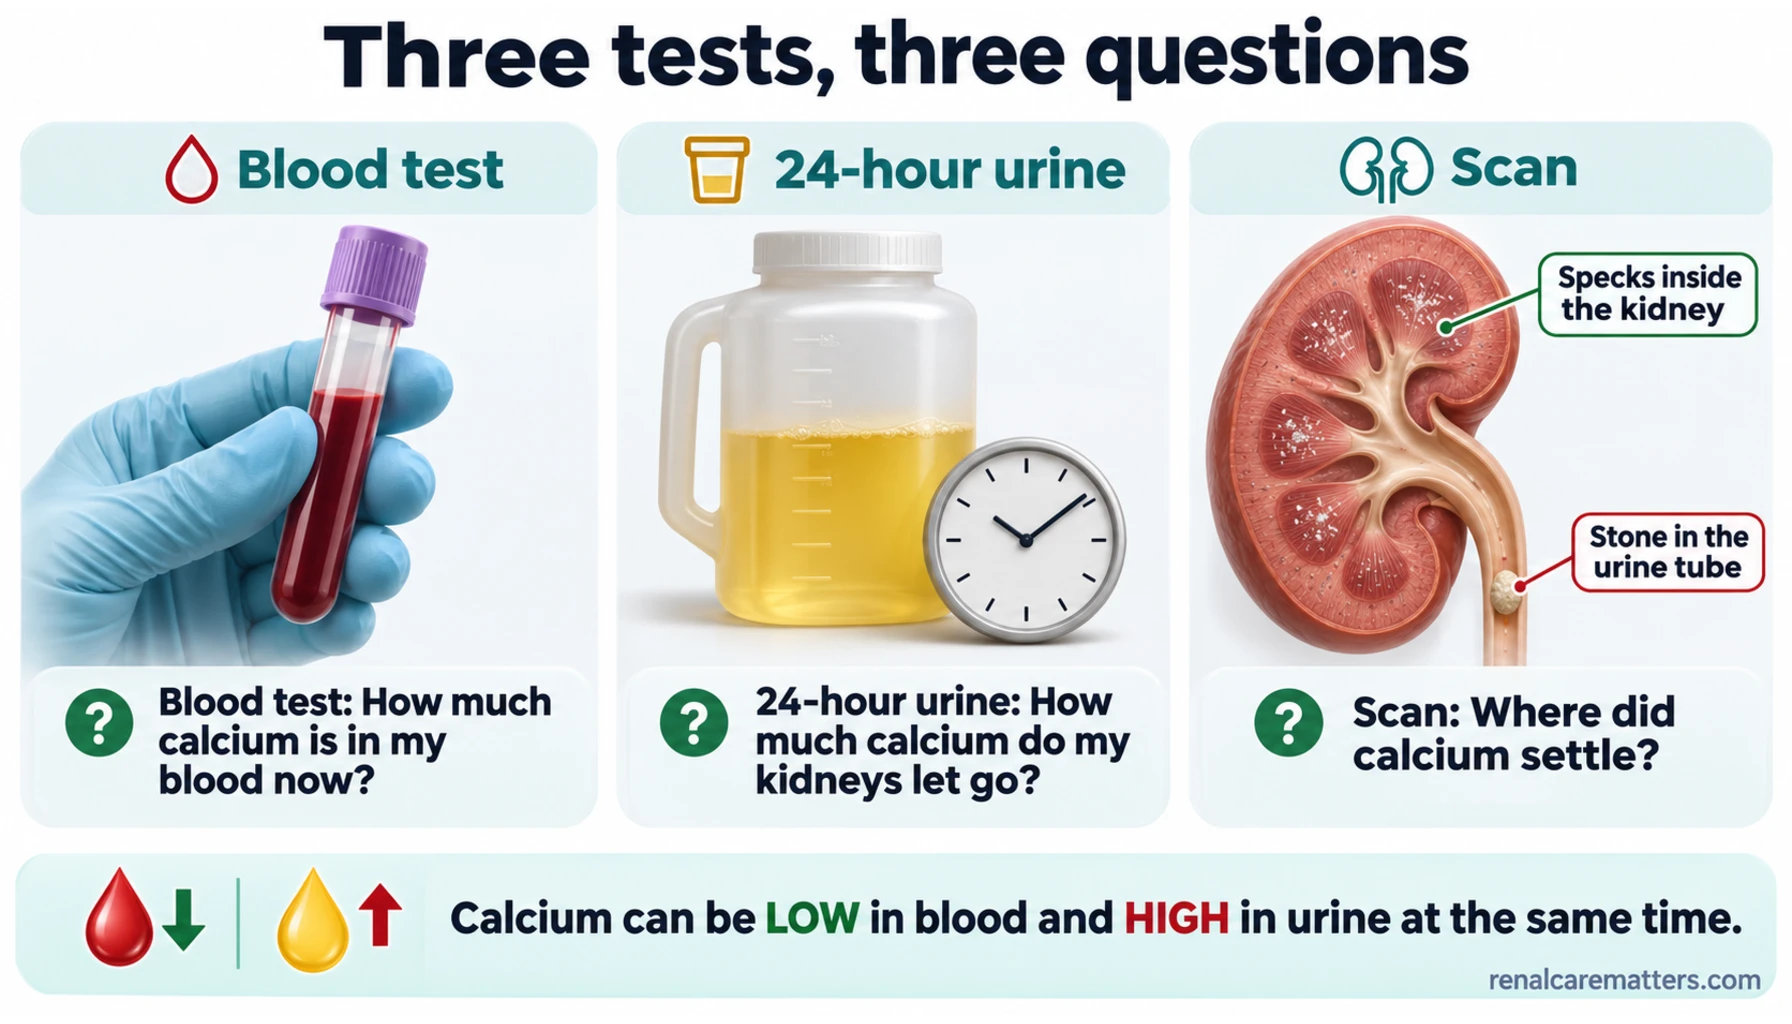 Three tests, three questions
Blood test
24-hour urine
Scan
Specks inside
the kidney
Stone in the
urine tube
? Blood test: How much
calcium is in my
blood now?
? 24-hour urine: How
much calcium do my
kidneys let go?
? Scan: Where did
calcium settle?
Calcium can be LOW in blood and HIGH in urine at the same time.
renalcarematters.com